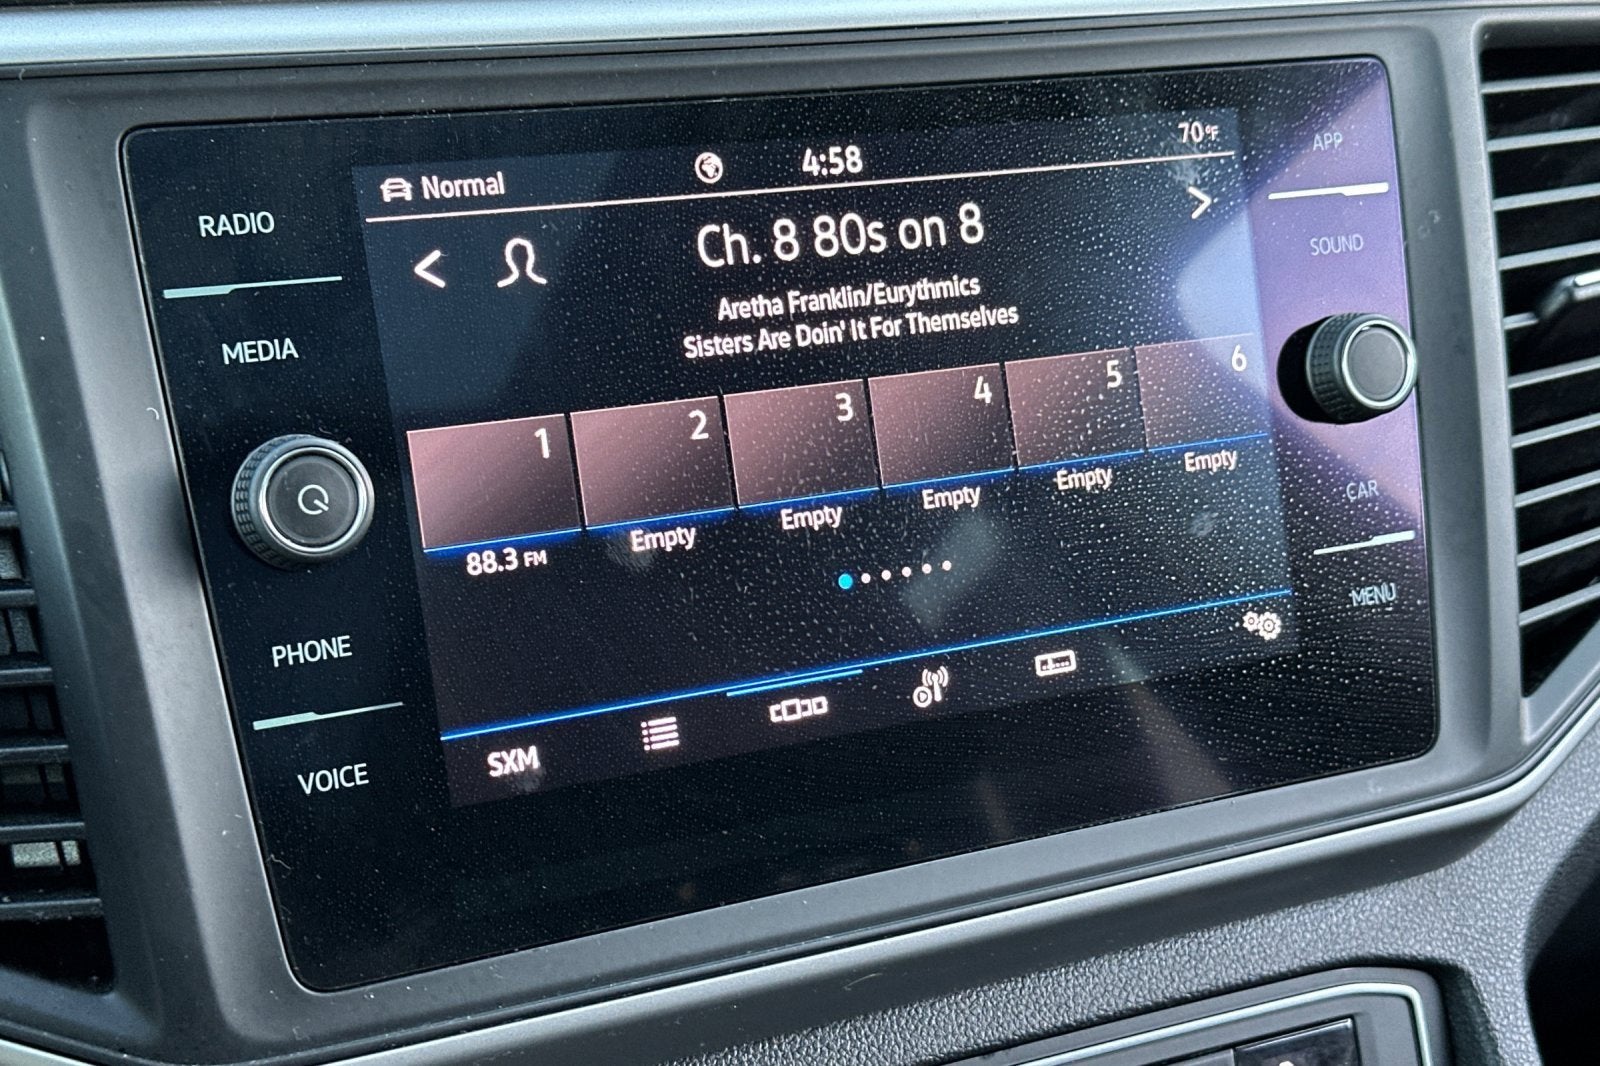 Normal
4:58
70°F
Ch. 8 80s on 8
Aretha Franklin/Eurythmics
Sisters Are Doin' It For Themselves
1
2
3
4
5
6
88.3 FM
Empty
Empty
Empty
Empty
Empty
SXM
RADIO
MEDIA
PHONE
VOICE
APP
SOUND
CAR
MENU